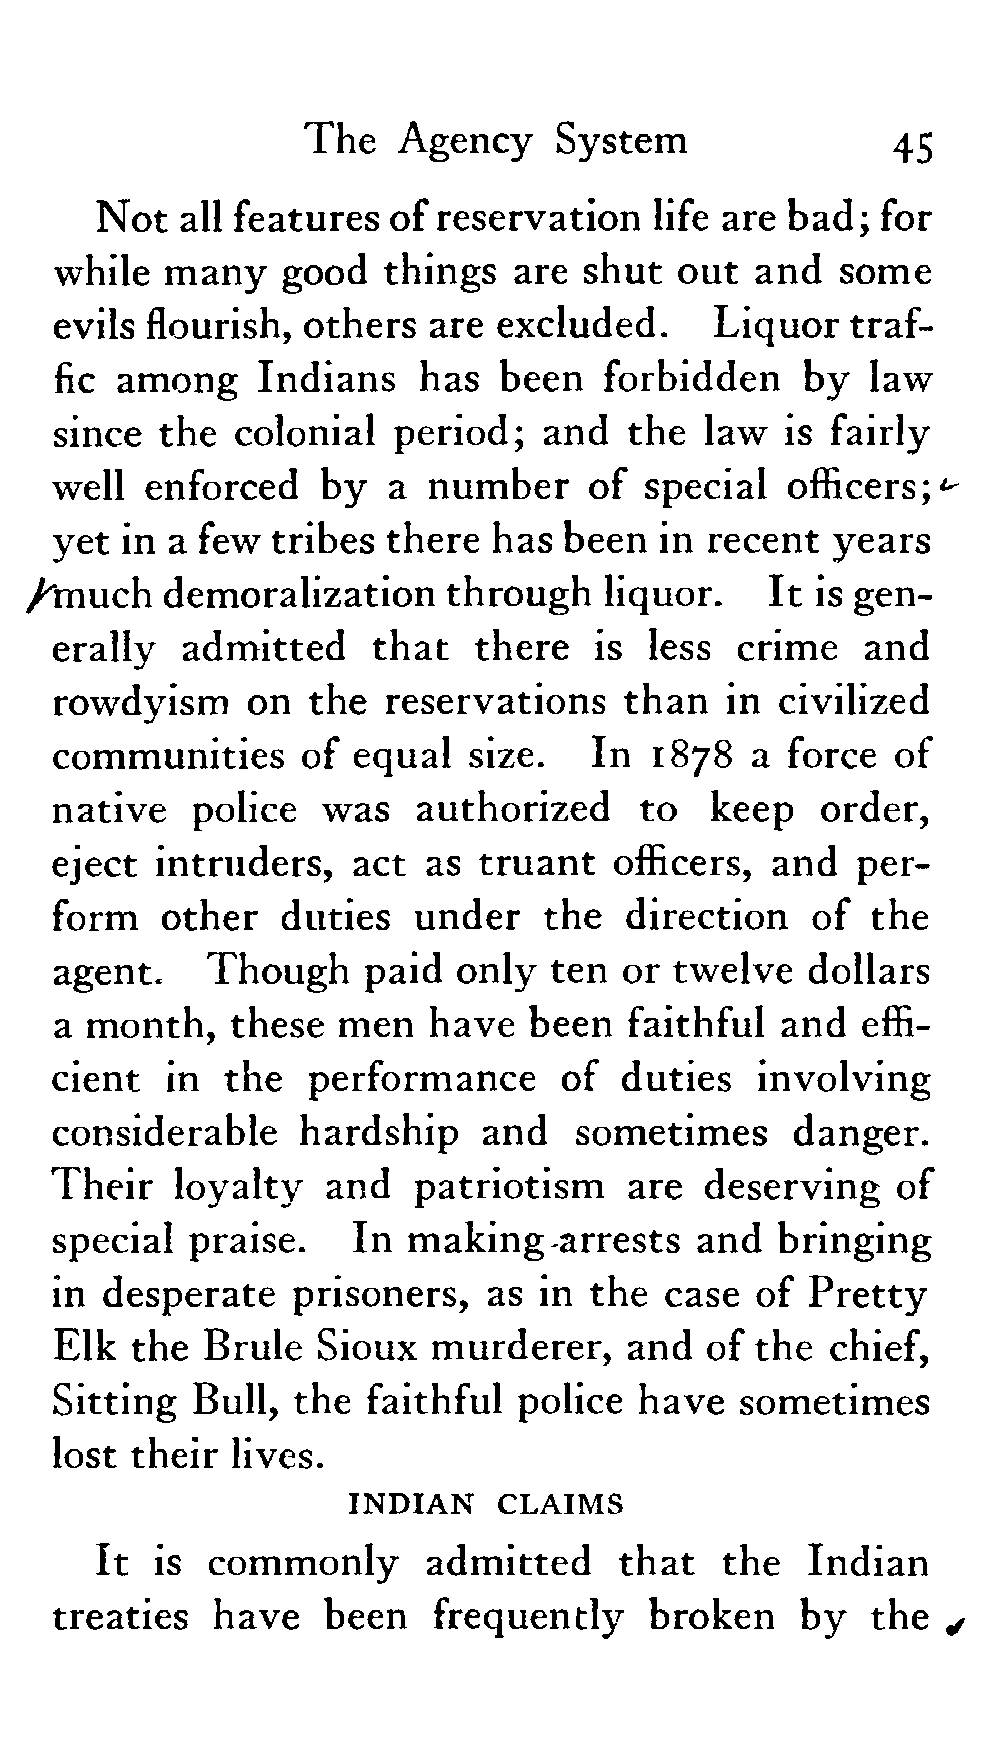 The Agency System 45
Not all features of reservation life are bad; for
while many good things are shut out and some
evils flourish, others are excluded. Liquor traf-
fic among Indians has been forbidden by law
since the colonial period; and the law is fairly
well enforced by a number of special officers;
yet in a few tribes there has been in recent years
much demoralization through liquor. It is gen-
erally admitted that there is less crime and
rowdyism on the reservations than in civilized
communities of equal size. In 1878 a force of
native police was authorized to keep order,
eject intruders, act as truant officers, and per-
form other duties under the direction of the
agent. Though paid only ten or twelve dollars
a month, these men have been faithful and effi-
cient in the performance of duties involving
considerable hardship and sometimes danger.
Their loyalty and patriotism are deserving of
special praise. In making arrests and bringing
in desperate prisoners, as in the case of Pretty
Elk the Brule Sioux murderer, and of the chief,
Sitting Bull, the faithful police have sometimes
lost their lives.
INDIAN CLAIMS
It is commonly admitted that the Indian
treaties have been frequently broken by the